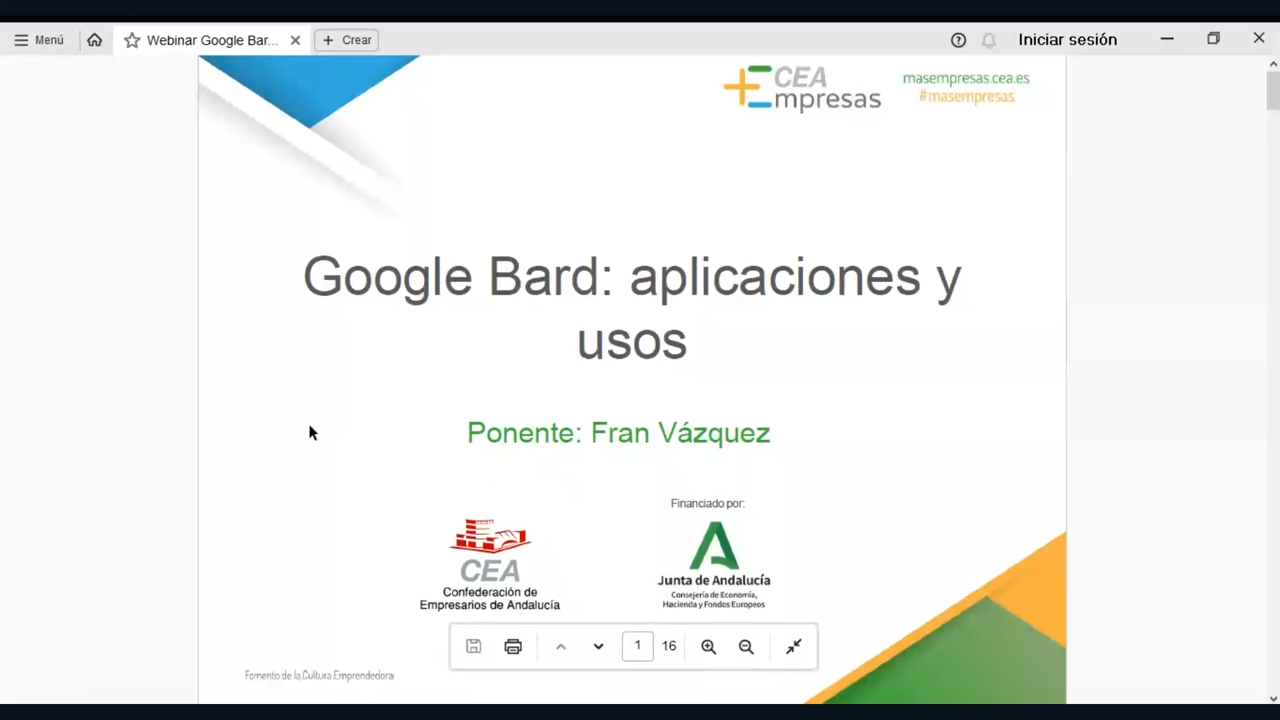 Menú
Webinar Google Bar...
Crear
Iniciar sesión
CEA
Empresas
masempresas.cea.es
#masempresas
Google Bard: aplicaciones y
usos
Ponente: Fran Vázquez
Financiado por:
CEA
Confederación de
Empresarios de Andalucía
Junta de Andalucía
Consejería de Economía,
Hacienda y Fondos Europeos
1 16
Fomento de la Cultura Emprendedora